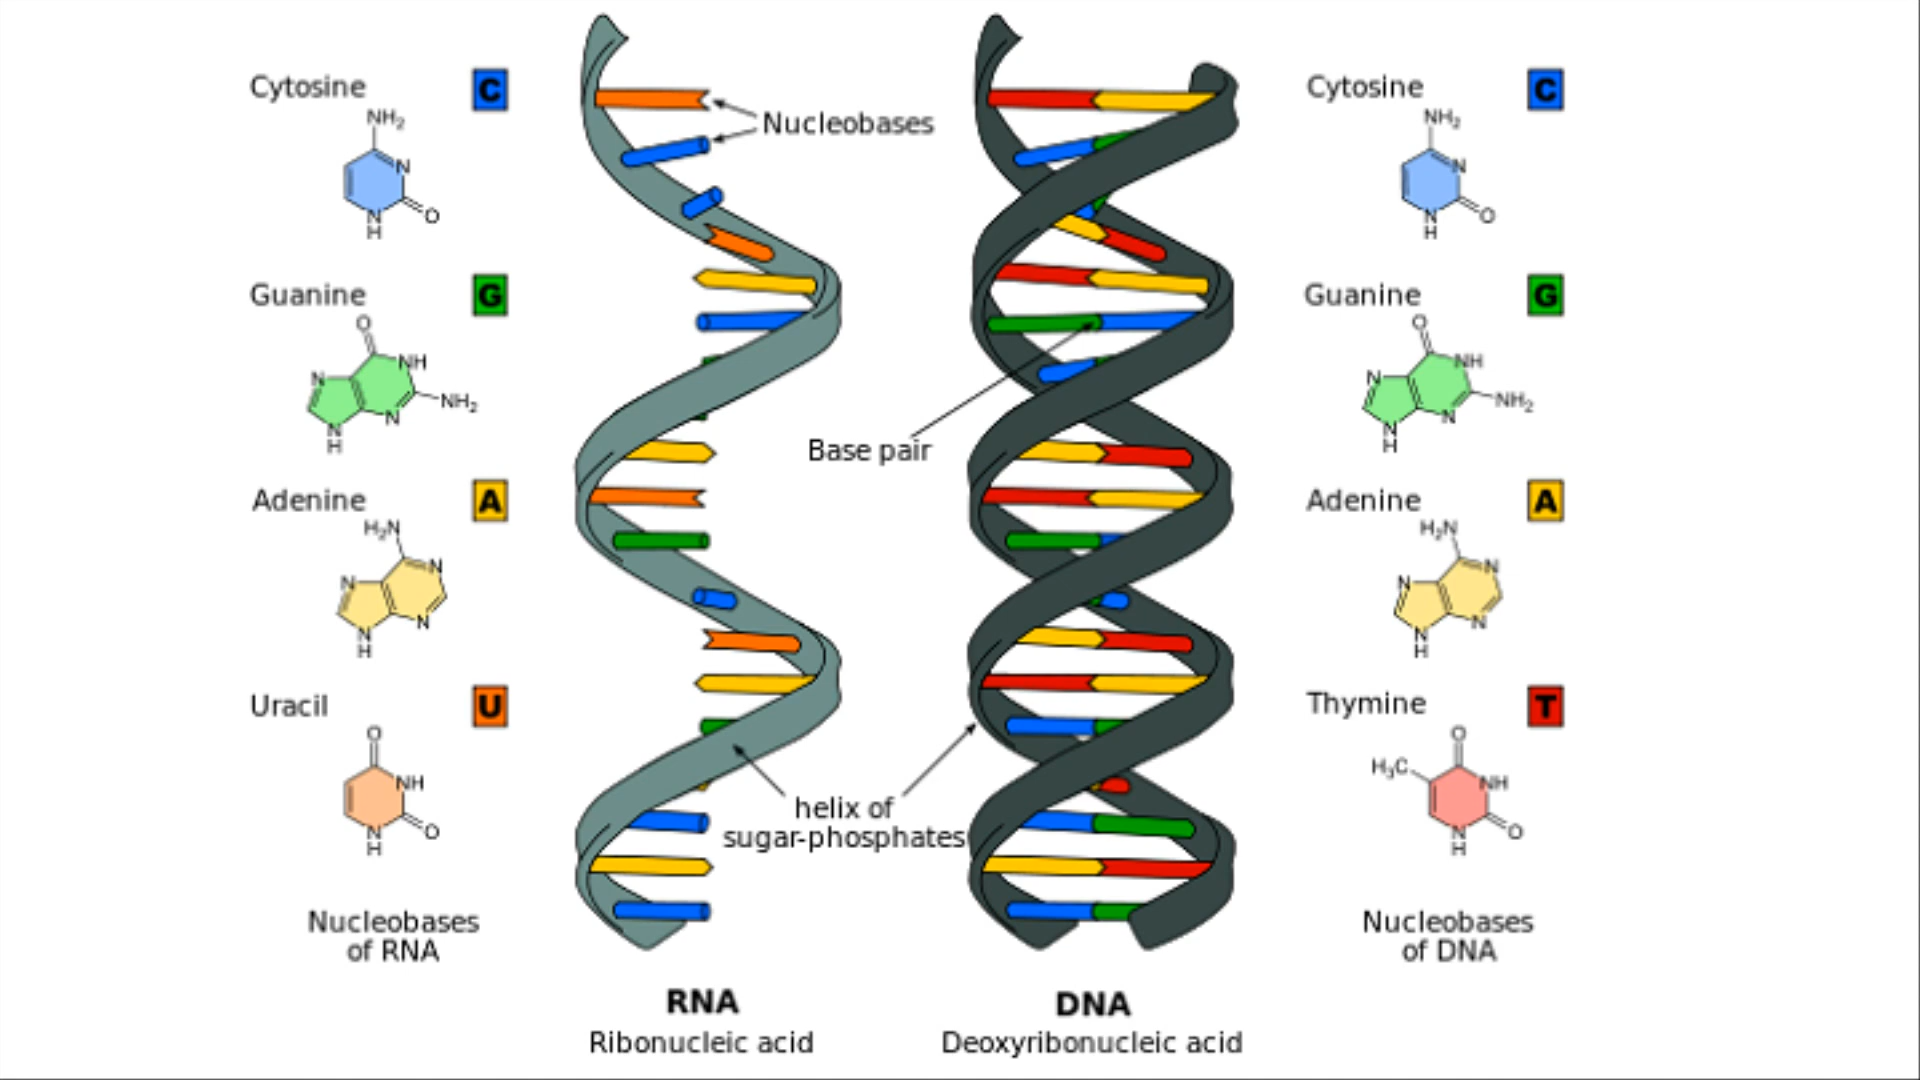 Cytosine
C
NH₂
N
N
H
O
Guanine
G
O
N
NH
N
H
N
NH₂
Adenine
A
H₂N
N
N
N
H
N
Uracil
U
O
NH
N
H
O
Nucleobases
of RNA
Nucleobases
Base pair
helix of
sugar-phosphates
RNA
Ribonucleic acid
DNA
Deoxyribonucleic acid
Cytosine
C
NH₂
N
N
H
O
Guanine
G
O
N
NH
N
H
N
NH₂
Adenine
A
H₂N
N
N
N
H
N
Thymine
T
O
H₃C
NH
N
H
O
Nucleobases
of DNA